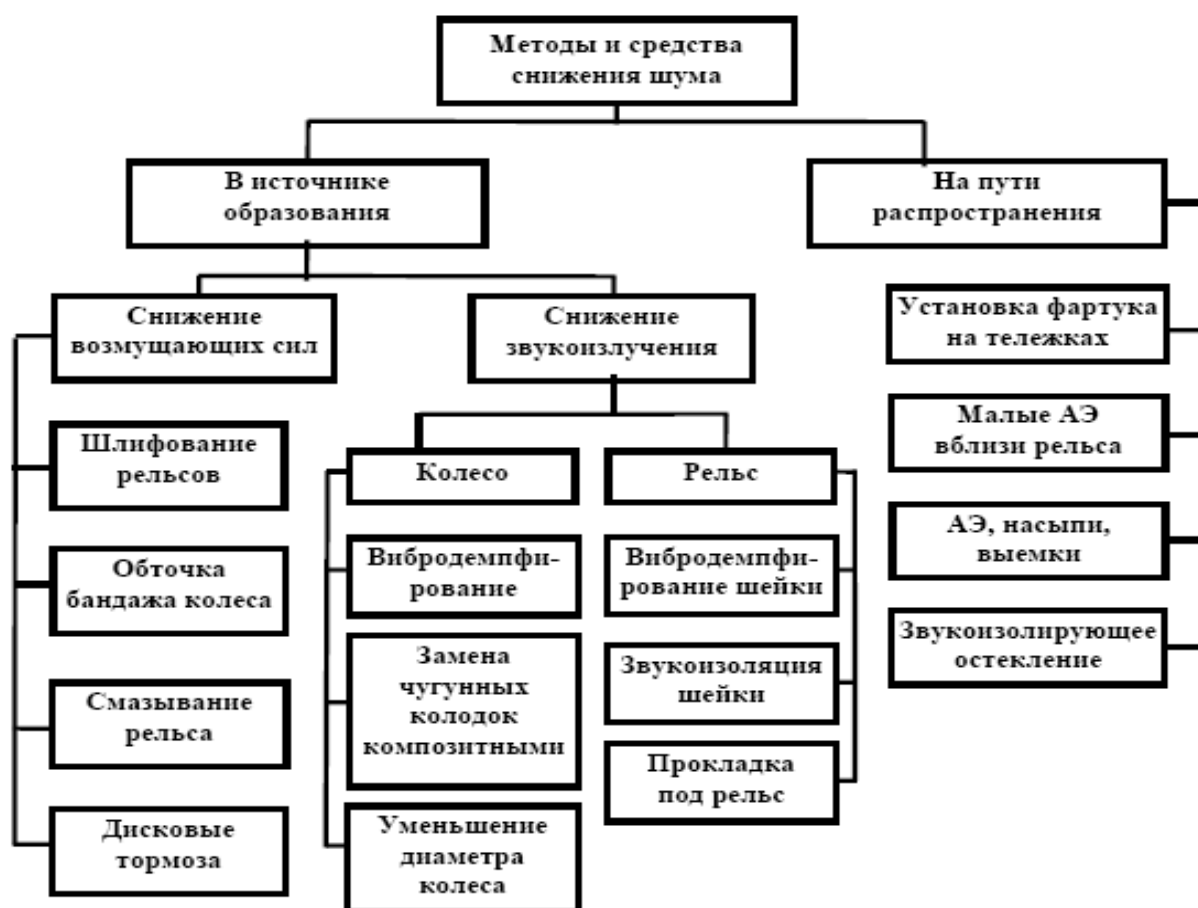 Методы и средства
снижения шума
В источнике
образования
На пути
распространения
Снижение
возмущающих сил
Снижение
звукоизлучения
Установка фартука
на тележках
Шлифование
рельсов
Колесо
Рельс
Малые АЭ
вблизи рельса
Обточка
бандажа колеса
Вибродемпфи-
рование
Вибродемпфи-
рование шейки
АЭ, насыпи,
выемки
Смазывание
рельса
Замена
чугунных
колодок
композитными
Звукоизоляция
шейки
Звукоизолирующее
остекление
Дисковые
тормоза
Уменьшение
диаметра
колеса
Прокладка
под рельс